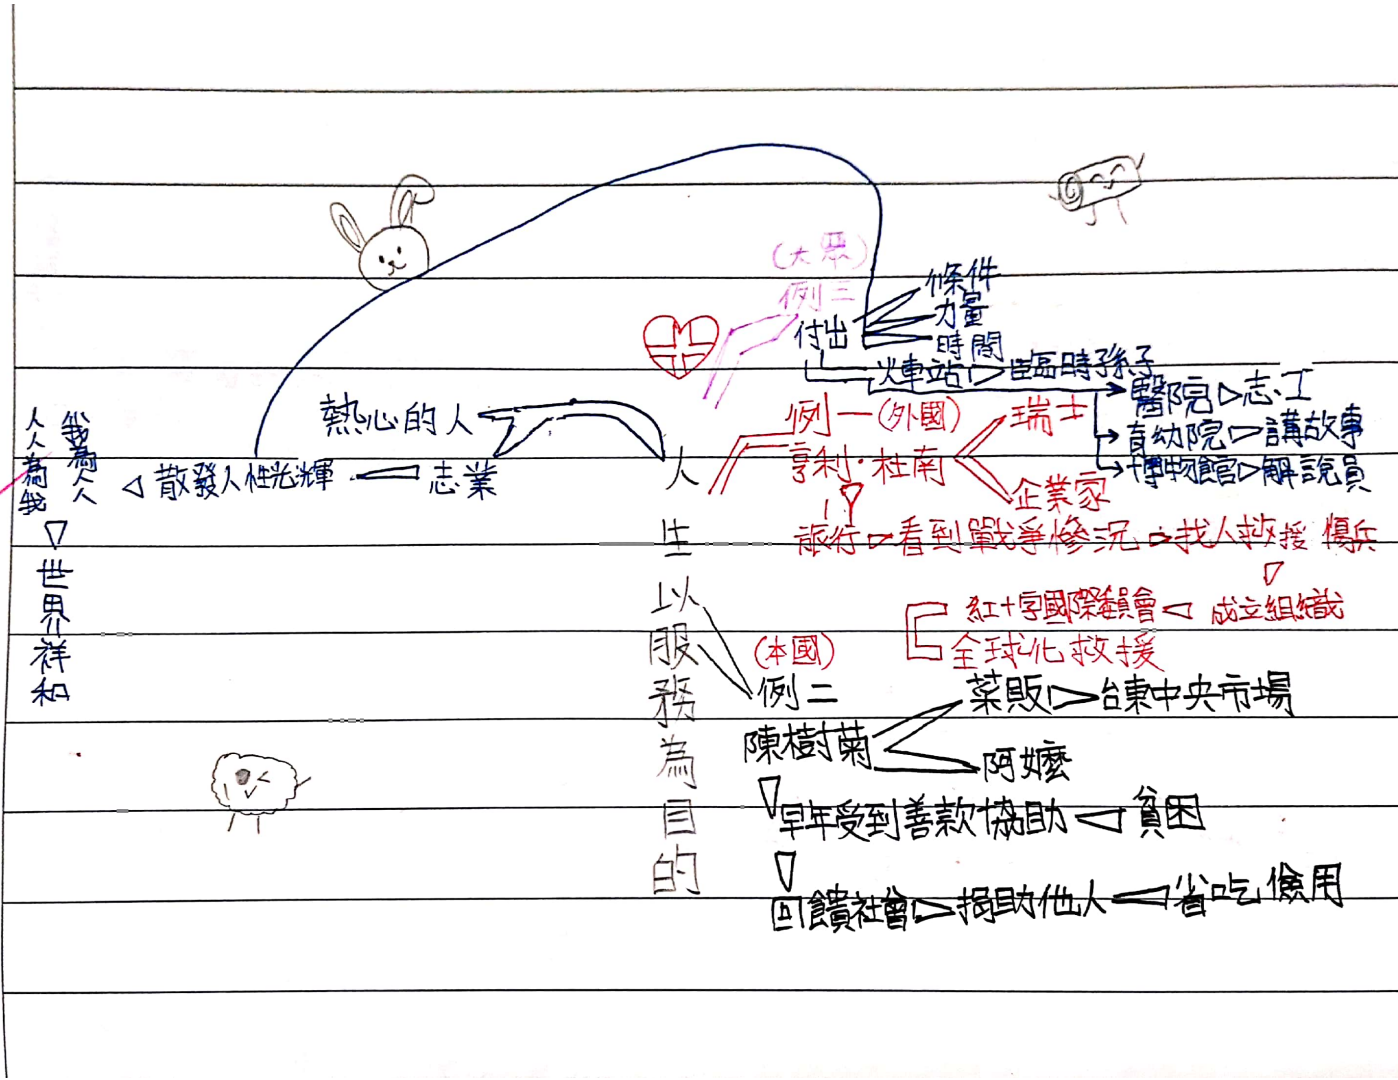 人生以服務為目的
(大眾)
例三
付出
條件
力量
時間
火車站▷臨時孫子
醫院▷志工
育幼院▷講故事
博物館▷解說員
例一(外國)
亨利·杜南
瑞士
企業家
旅行▷看到戰爭慘況▷找人救援傷兵
成立組織
紅十字國際委員會
全球化救援
(本國)
例二
陳樹菊
菜販▷台東中央市場
阿嬤
貧困
早年受到善款協助
省吃儉用
捐助他人
回饋社會
熱心的人
志業
散發人性光輝
我為人人
人人為我
世界祥和